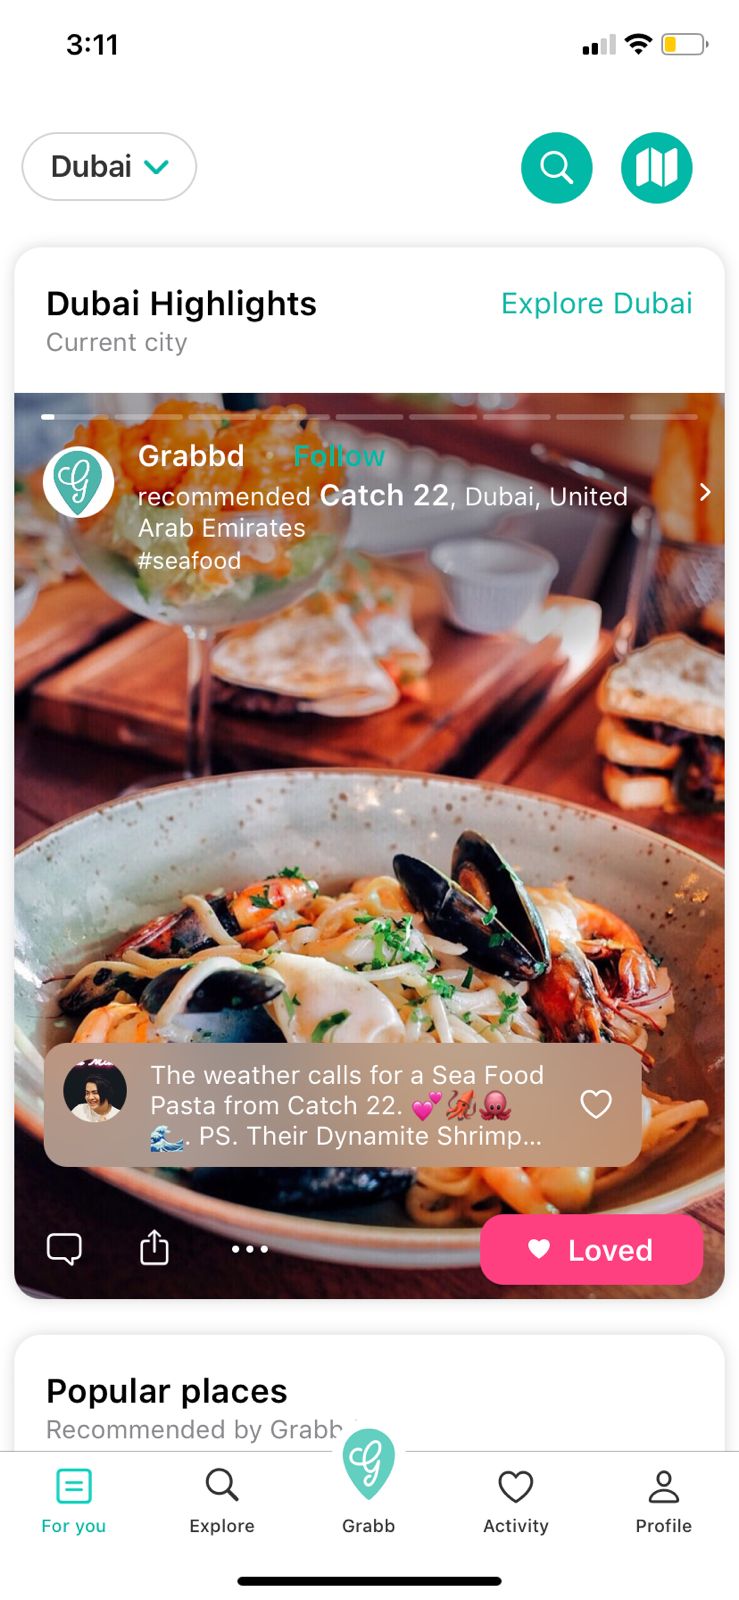 3:11
Dubai
Dubai Highlights
Explore Dubai
Current city
Grabbd · Follow
recommended Catch 22, Dubai, United
Arab Emirates
#seafood
The weather calls for a Sea Food
Pasta from Catch 22. 💕🦑🐙
🌊. PS. Their Dynamite Shrimp...
Loved
Popular places
Recommended by Grabb
For you
Explore
Grabb
Activity
Profile